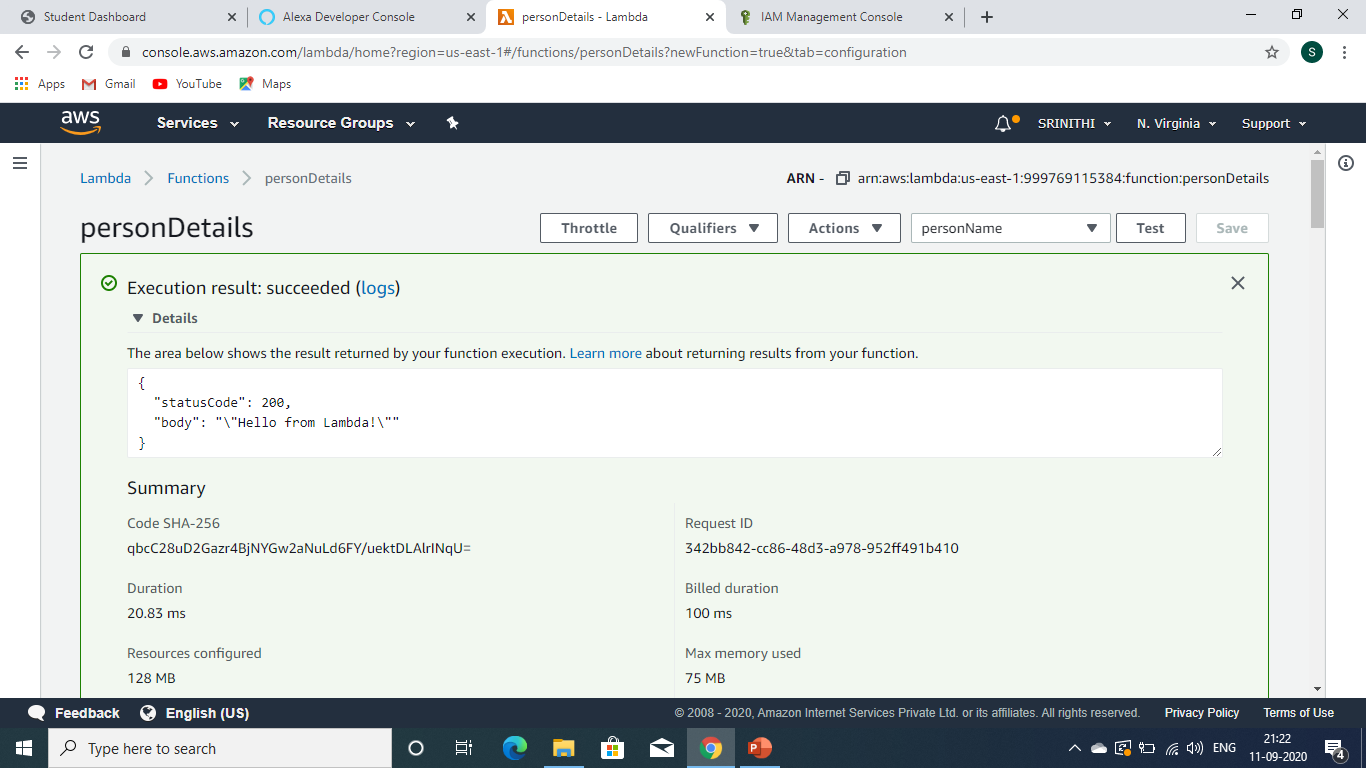 Student Dashboard
Alexa Developer Console
personDetails - Lambda
IAM Management Console
console.aws.amazon.com/lambda/home?region=us-east-1#/functions/personDetails?newFunction=true&tab=configuration
S
Apps
Gmail
YouTube
Maps
aws
Services
Resource Groups
SRINITHI
N. Virginia
Support
Lambda
Functions
personDetails
ARN - arn:aws:lambda:us-east-1:999769115384:function:personDetails
personDetails
Throttle
Qualifiers
Actions
personName
Test
Save
Execution result: succeeded (logs)
Details
The area below shows the result returned by your function execution. Learn more about returning results from your function.
{
"statusCode": 200,
"body": "\"Hello from Lambda!\""
}
Summary
Code SHA-256
qbcC28uD2Gazr4BjNYGw2aNuLd6FY/uektDLAlrINqU=
Request ID
342bb842-cc86-48d3-a978-952ff491b410
Duration
20.83 ms
Billed duration
100 ms
Resources configured
128 MB
Max memory used
75 MB
Feedback
English (US)
© 2008 - 2020, Amazon Internet Services Private Ltd. or its affiliates. All rights reserved.
Privacy Policy
Terms of Use
Type here to search
ENG
21:22
11-09-2020
4